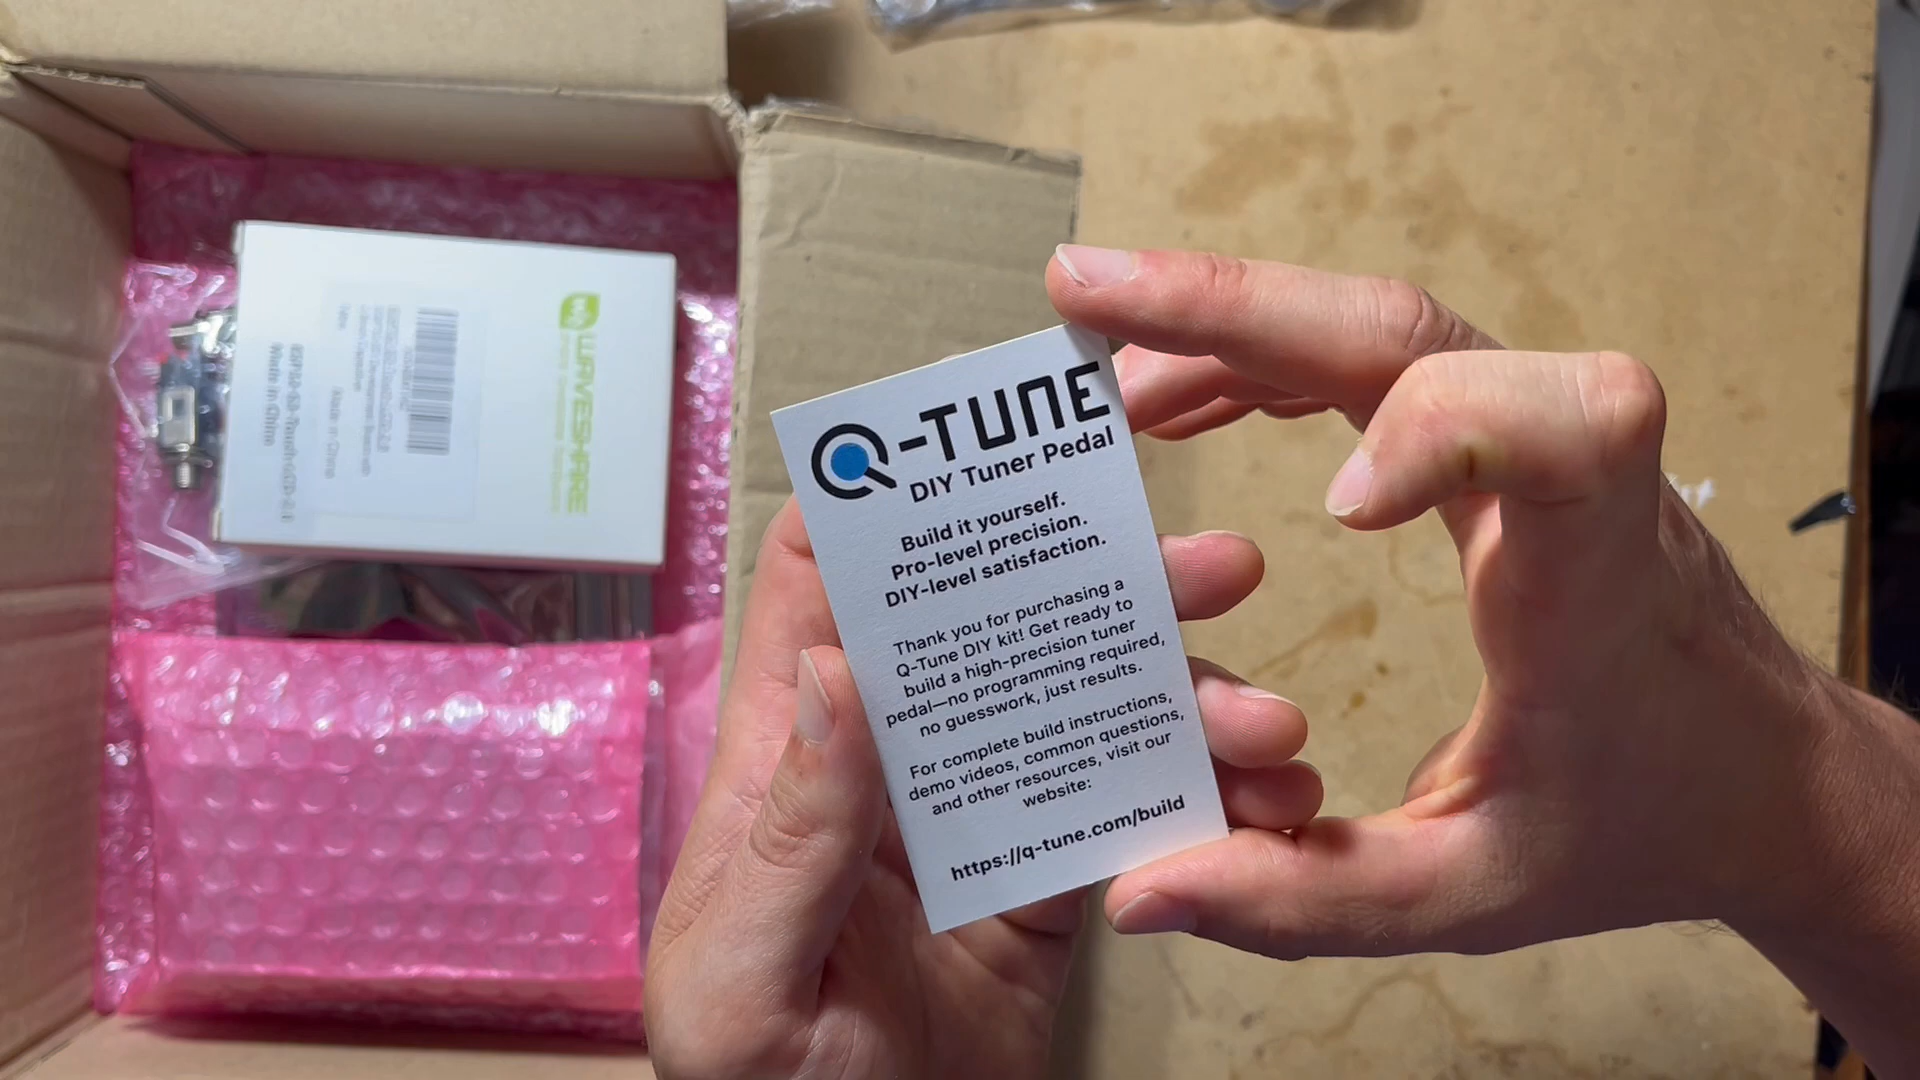 Q-TUNE
DIY Tuner Pedal
Build it yourself.
Pro-level precision.
DIY-level satisfaction.
Thank you for purchasing a
Q-Tune DIY kit! Get ready to
build a high-precision tuner
pedal—no programming required,
no guesswork, just results.
For complete build instructions,
demo videos, common questions,
and other resources, visit our
website:
https://q-tune.com/build
WAVESHARE
Made in China
Made in China